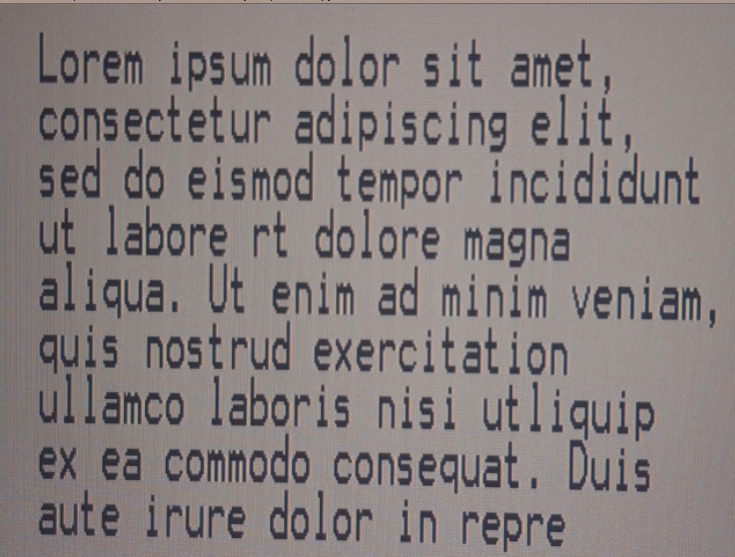 Lorem ipsum dolor sit amet,
consectetur adipiscing elit,
sed do eismod tempor incididunt
ut labore rt dolore magna
aliqua. Ut enim ad minim veniam,
quis nostrud exercitation
ullamco laboris nisi utliquip
ex ea commodo consequat. Duis
aute irure dolor in repre